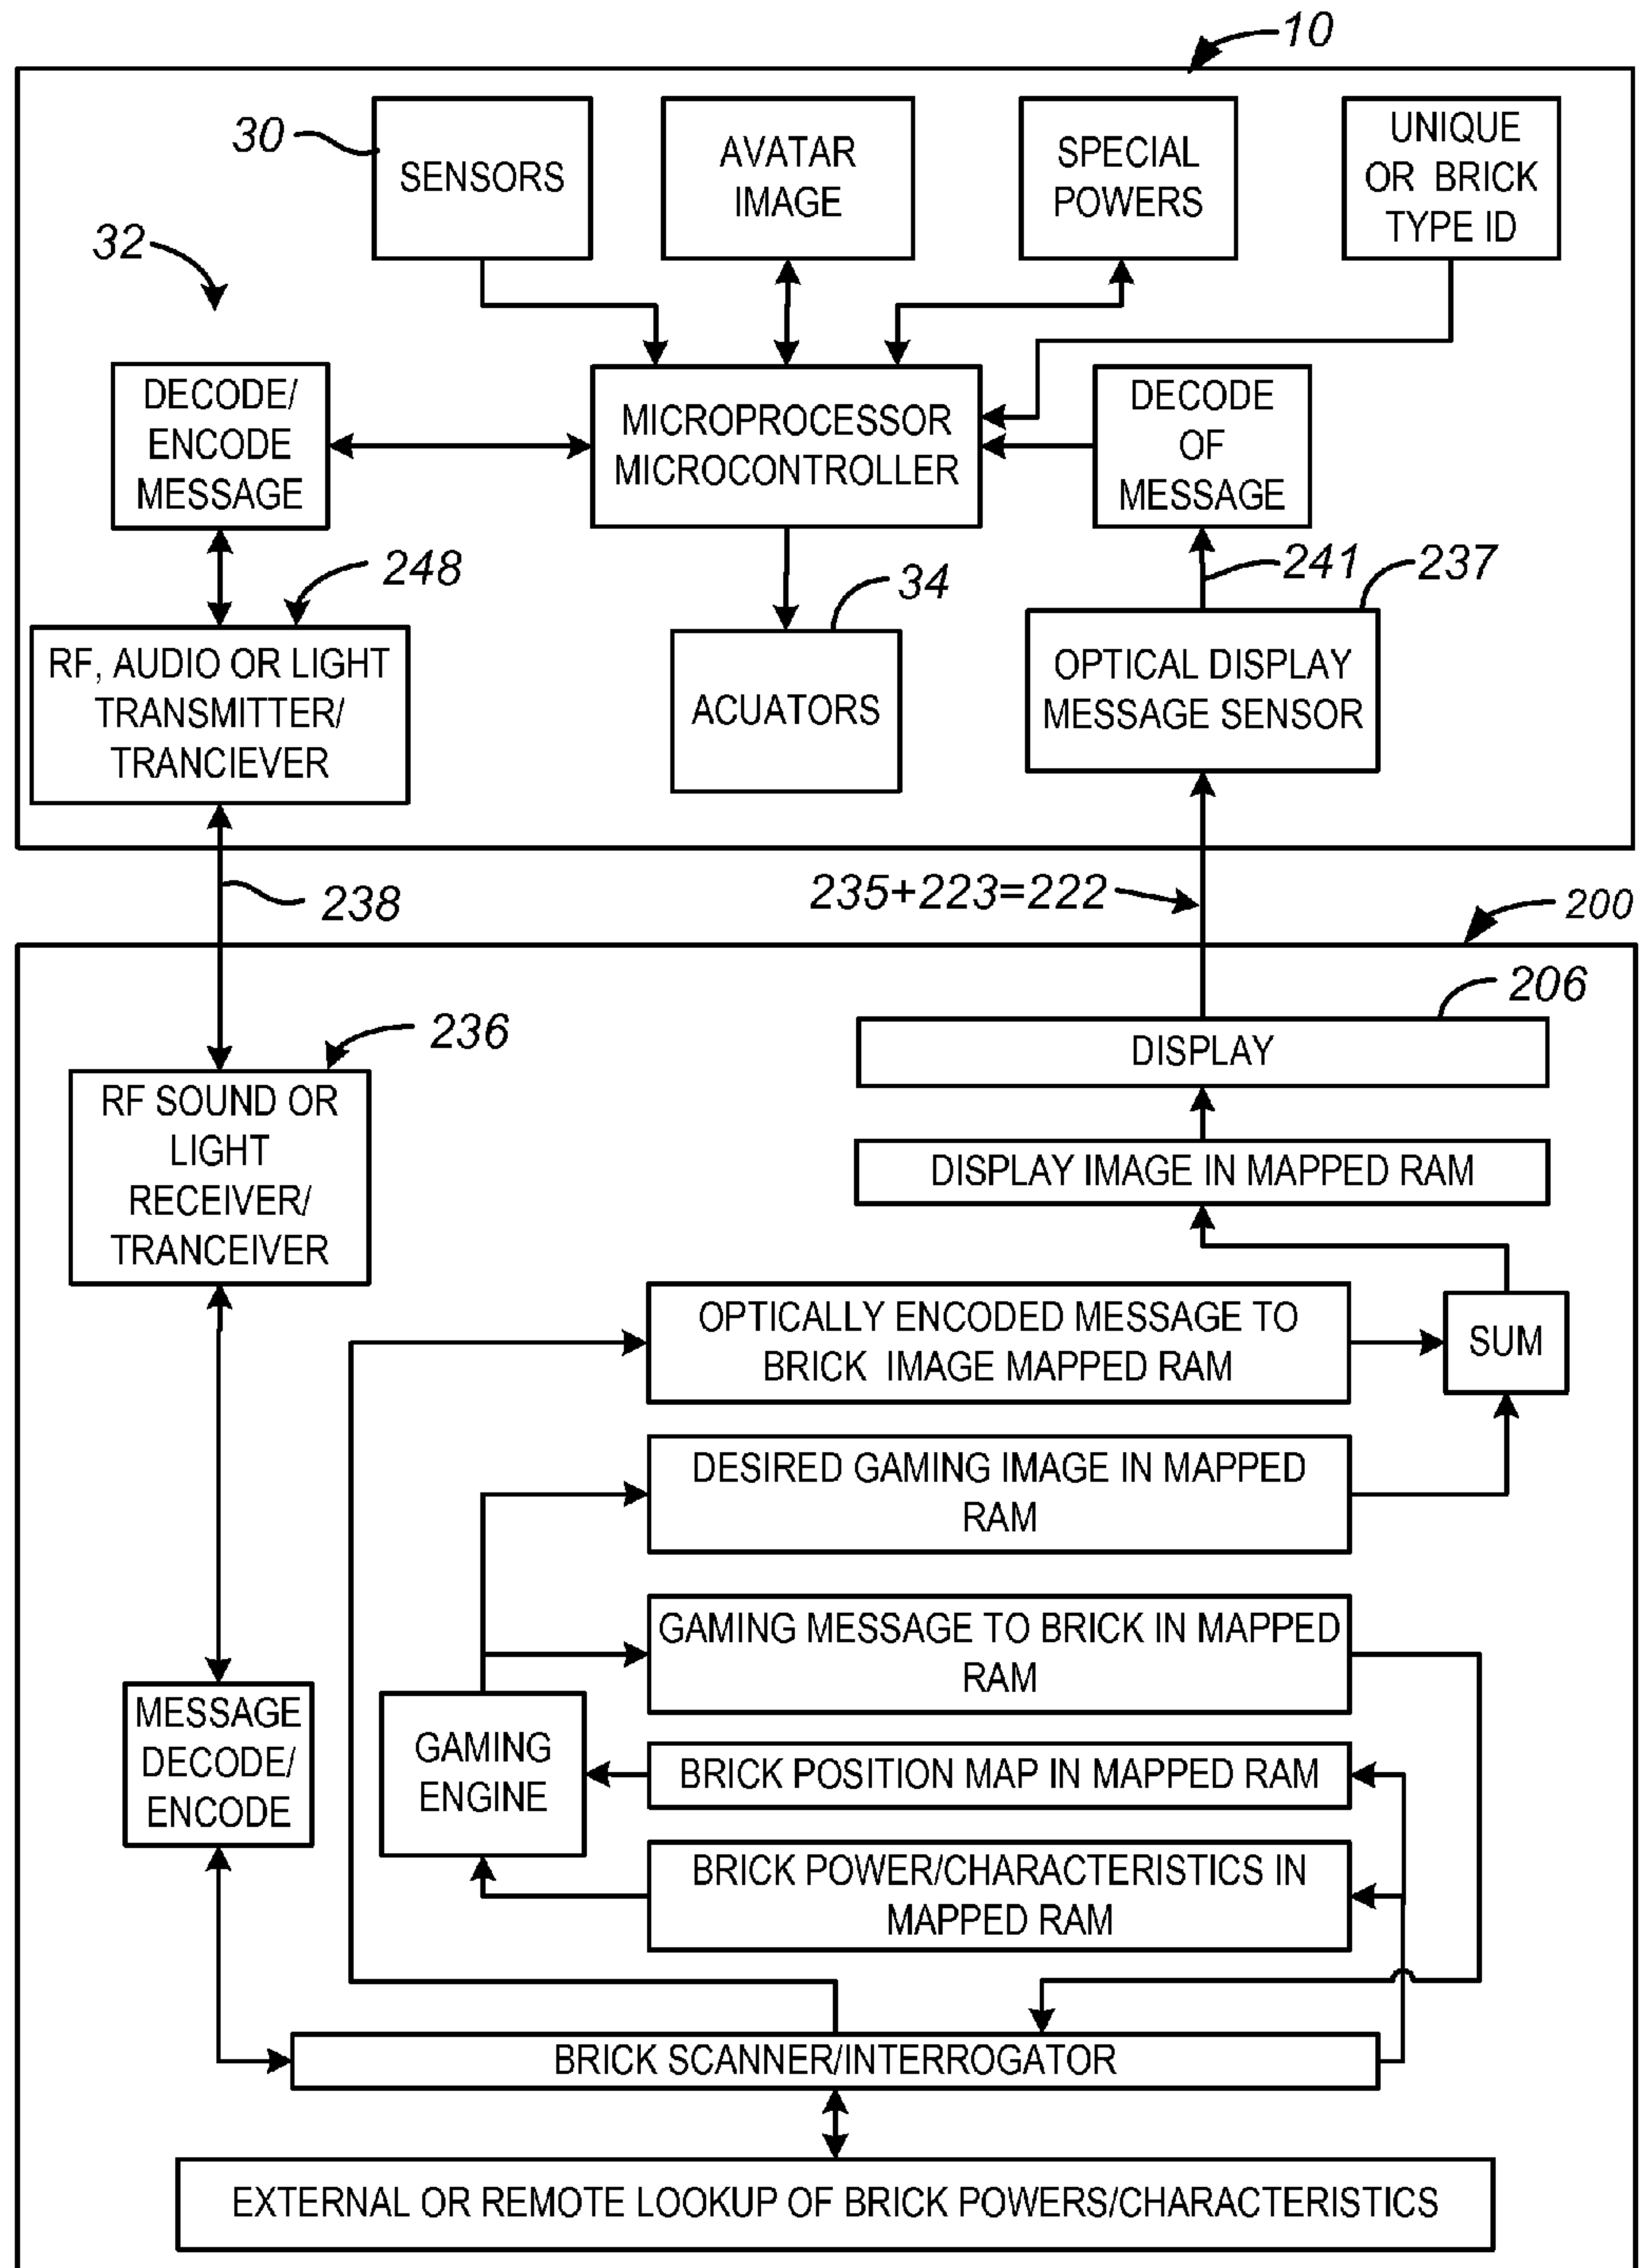 10
30
SENSORS
AVATAR
IMAGE
SPECIAL
POWERS
UNIQUE
OR BRICK
TYPE ID
32
DECODE/
ENCODE
MESSAGE
MICROPROCESSOR
MICROCONTROLLER
DECODE
OF
MESSAGE
248
34
241
237
RF, AUDIO OR LIGHT
TRANSMITTER/
TRANCIEVER
ACUATORS
OPTICAL DISPLAY
MESSAGE SENSOR
238
235+223=222
200
206
236
DISPLAY
RF SOUND OR
LIGHT
RECEIVER/
TRANCEIVER
DISPLAY IMAGE IN MAPPED RAM
OPTICALLY ENCODED MESSAGE TO
BRICK IMAGE MAPPED RAM
SUM
DESIRED GAMING IMAGE IN MAPPED
RAM
GAMING MESSAGE TO BRICK IN MAPPED
RAM
MESSAGE
DECODE/
ENCODE
GAMING
ENGINE
BRICK POSITION MAP IN MAPPED RAM
BRICK POWER/CHARACTERISTICS IN
MAPPED RAM
BRICK SCANNER/INTERROGATOR
EXTERNAL OR REMOTE LOOKUP OF BRICK POWERS/CHARACTERISTICS